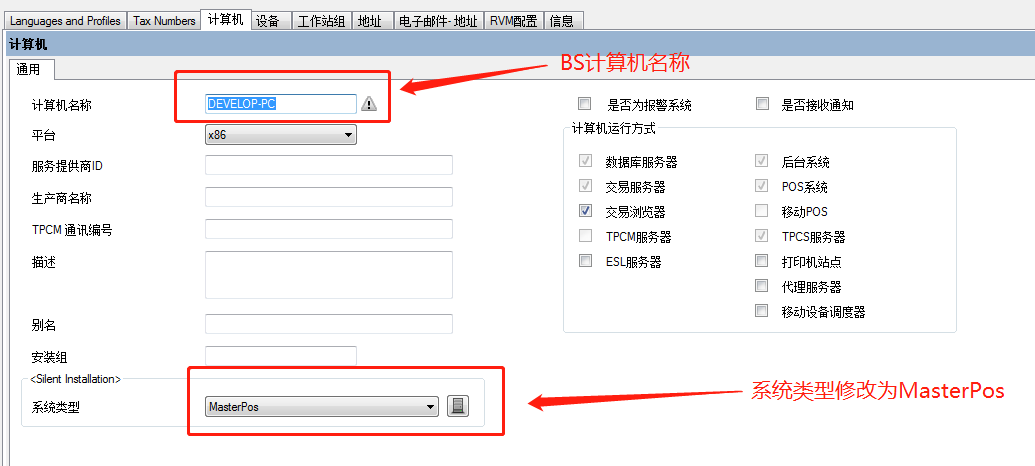 Languages and Profiles Tax Numbers 计算机 设备 工作站组 地址 电子邮件-地址 RVM配置 信息
计算机
通用
BS计算机名称
计算机名称 DEVELOP-PC
平台 x86
服务提供商ID
生产商名称
TPCM 通讯编号
描述
别名
安装组
<Silent Installation>
系统类型 MasterPos
系统类型修改为MasterPos
是否为报警系统 是否接收通知
计算机运行方式
数据库服务器 后台系统
交易服务器 POS系统
交易浏览器 移动POS
TPCM服务器 TPCS服务器
ESL服务器 打印机站点
代理服务器
移动设备调度器